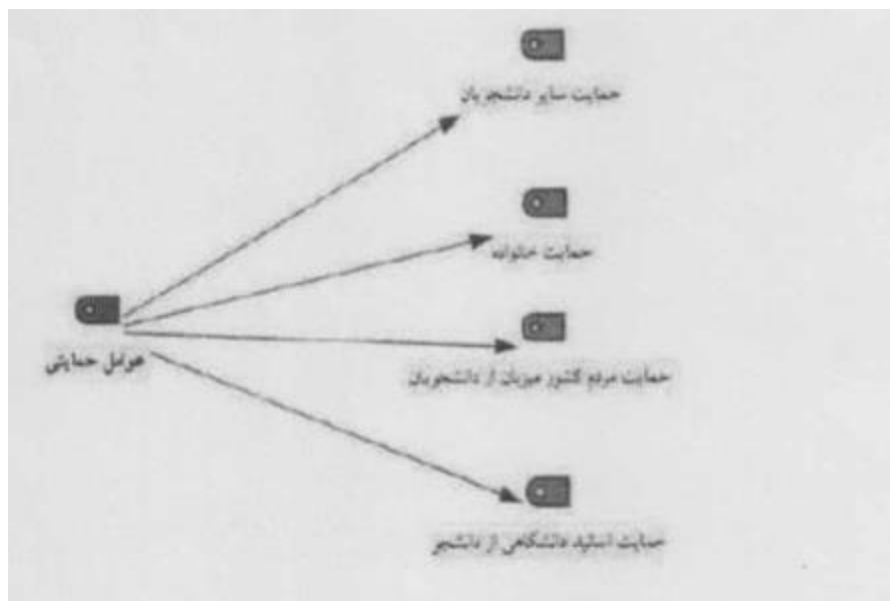 حمایت سایر دانشجویان
حمایت خانواده
عوامل حمایتی
حمایت مردم کشور میزبان از دانشجویان
حمایت اساتید دانشگاهی از دانشجو